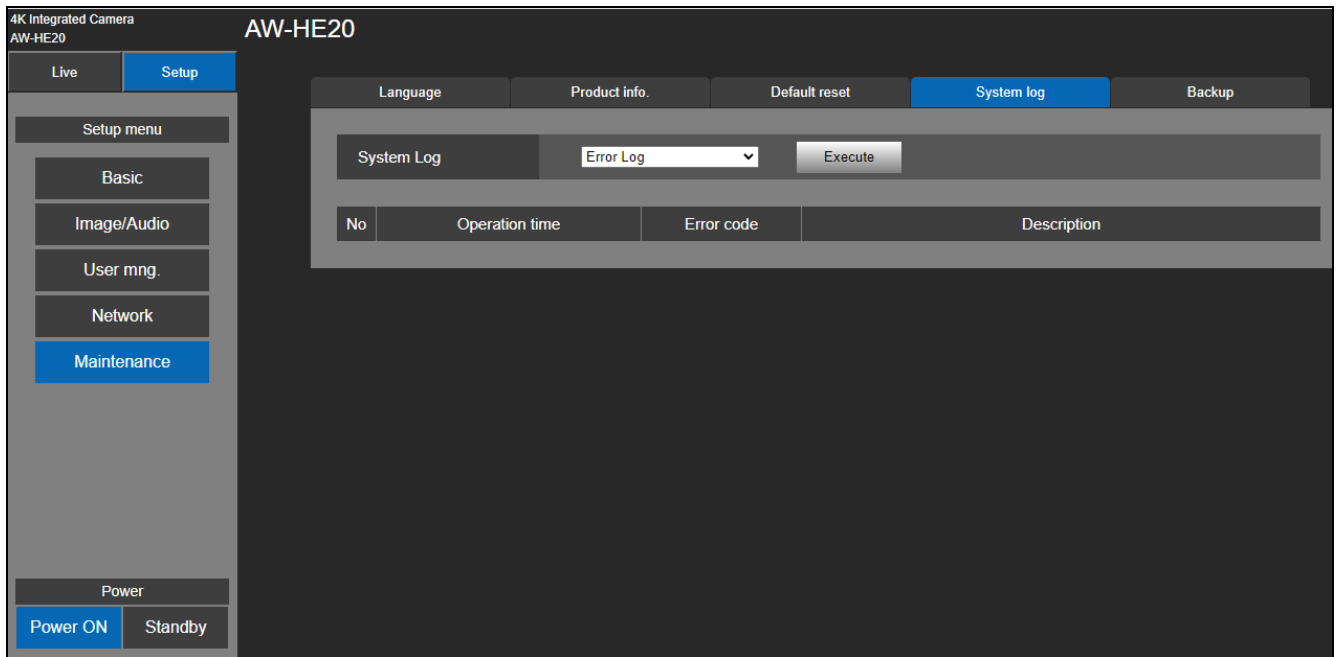 4K Integrated Camera
AW-HE20
AW-HE20
Live Setup
Language Product info. Default reset System log Backup
Setup menu
System Log Error Log Execute
Basic
Image/Audio
No Operation time Error code Description
User mng.
Network
Maintenance
Power
Power ON Standby